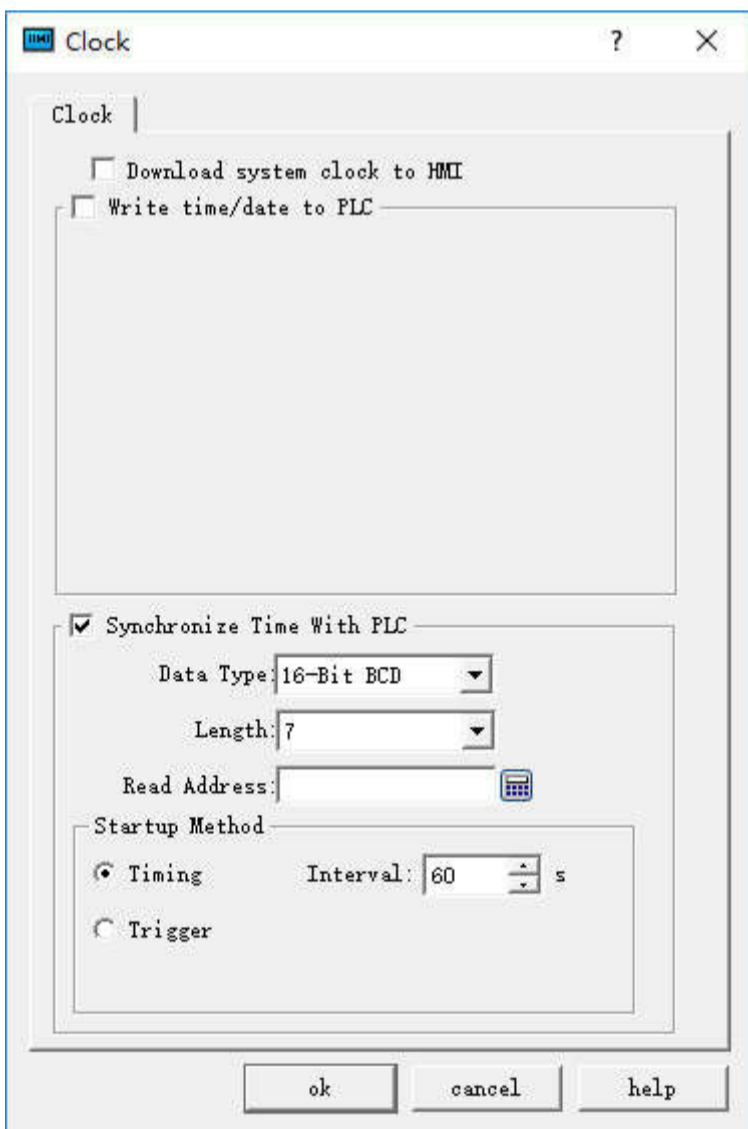 HMI Clock ?
Clock
Download system clock to HMI
Write time/date to PLC
Synchronize Time With PLC
Data Type: 16-Bit BCD
Length: 7
Read Address:
Startup Method
Timing Interval: 60 s
Trigger
ok cancel help